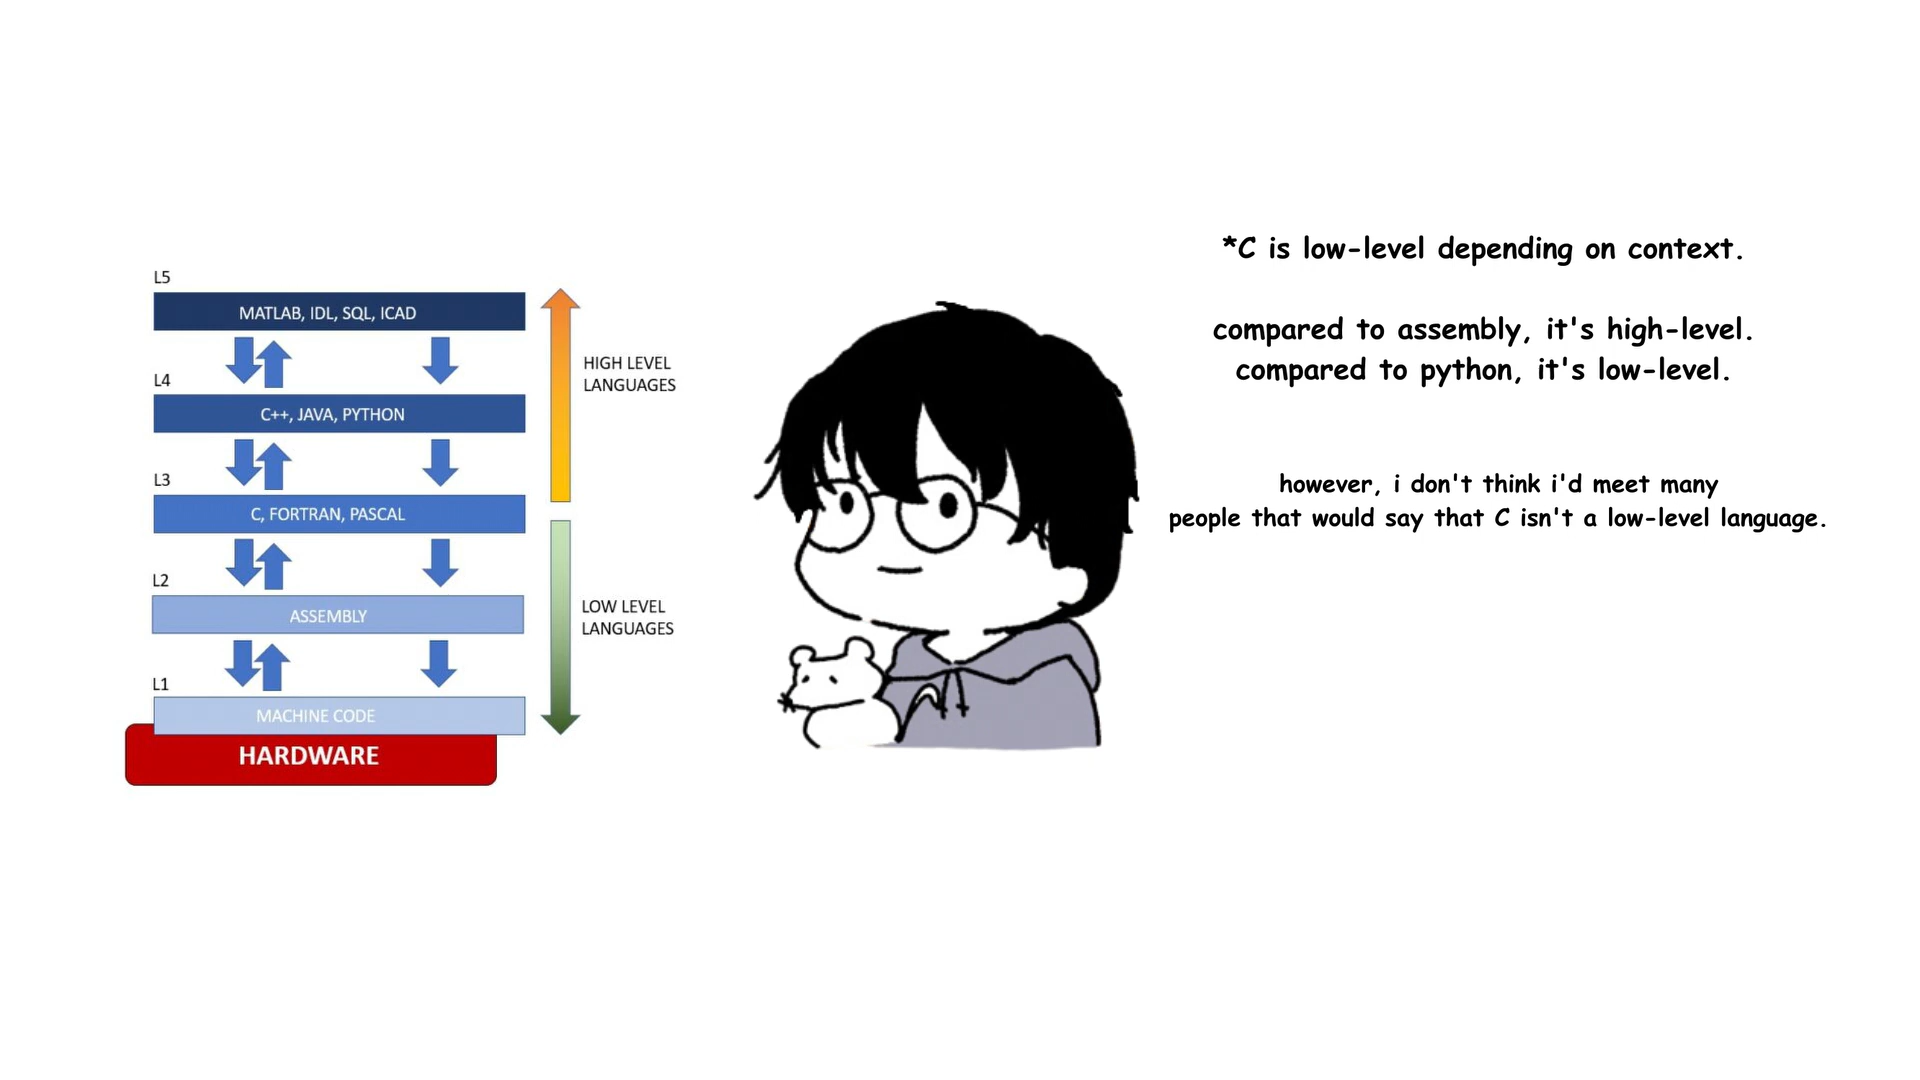 L5
MATLAB, IDL, SQL, ICAD
HIGH LEVEL
LANGUAGES
L4
C++, JAVA, PYTHON
L3
C, FORTRAN, PASCAL
L2
ASSEMBLY
LOW LEVEL
LANGUAGES
L1
MACHINE CODE
HARDWARE
*C is low-level depending on context.
compared to assembly, it's high-level.
compared to python, it's low-level.
however, i don't think i'd meet many
people that would say that C isn't a low-level language.